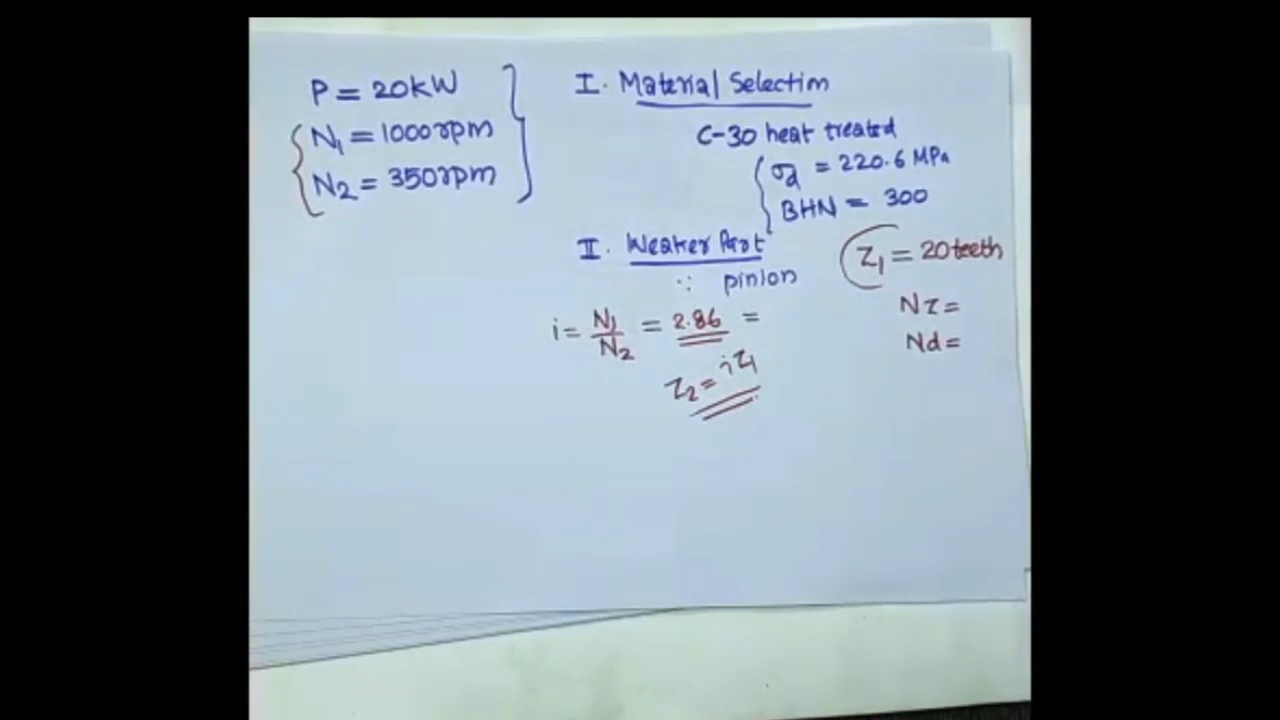 P = 20kW
N1 = 1000rpm
N2 = 350rpm
I. Material Selection
C-30 heat treated
σd = 220.6 MPa
BHN = 300
II. Weaker Part
∵ pinion
Z1 = 20 teeth
i = N1/N2 = 2.86 =
NZ =
Nd =
Z2 = iZ1